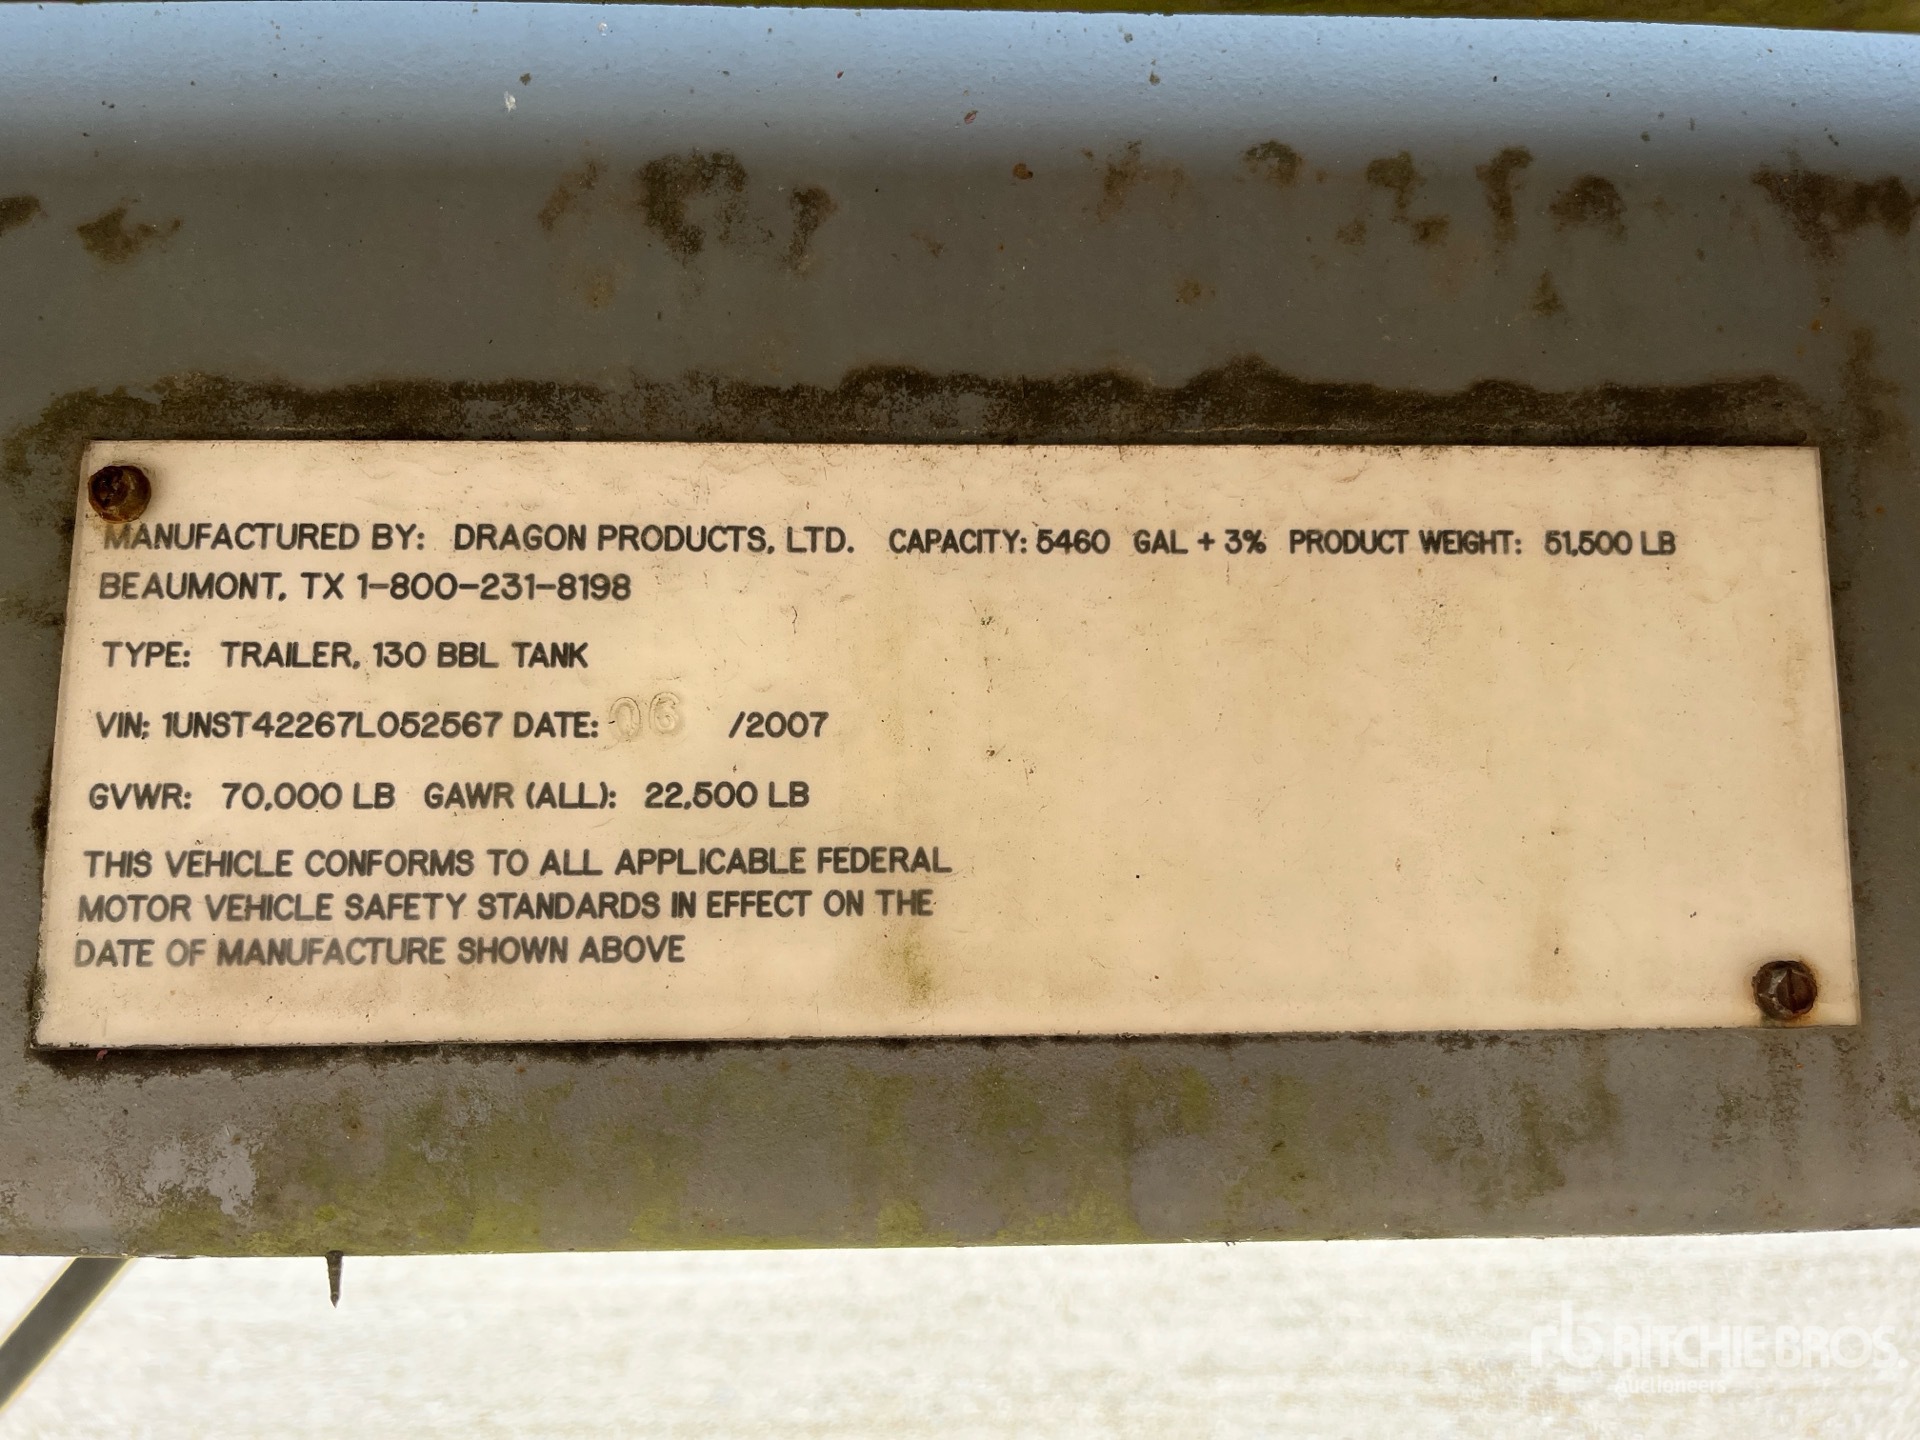 MANUFACTURED BY: DRAGON PRODUCTS, LTD. CAPACITY: 5460 GAL + 3% PRODUCT WEIGHT: 51,500 LB
BEAUMONT, TX 1-800-231-8198
TYPE: TRAILER, 130 BBL TANK
VIN: 1UNST42267L052567 DATE: 06 /2007
GVWR: 70,000 LB GAWR (ALL): 22,500 LB
THIS VEHICLE CONFORMS TO ALL APPLICABLE FEDERAL
MOTOR VEHICLE SAFETY STANDARDS IN EFFECT ON THE
DATE OF MANUFACTURE SHOWN ABOVE
rb RITCHIE BROS.
Auctioneers